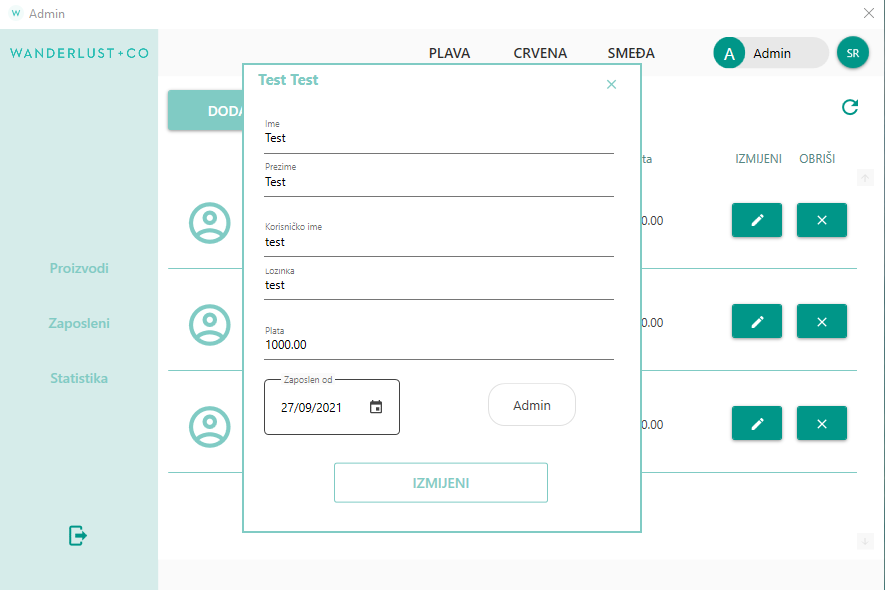 W Admin
WANDERLUST+CO
PLAVA CRVENA SMEĐA
A Admin
SR
Test Test
DODA
Ime
Test
ta IZMIJENI OBRIŠI
Prezime
Test
Korisničko ime
test
0.00
Proizvodi
Lozinka
test
Zaposleni
Plata
1000.00
0.00
Statistika
Zaposlen od
27/09/2021
Admin
0.00
IZMIJENI